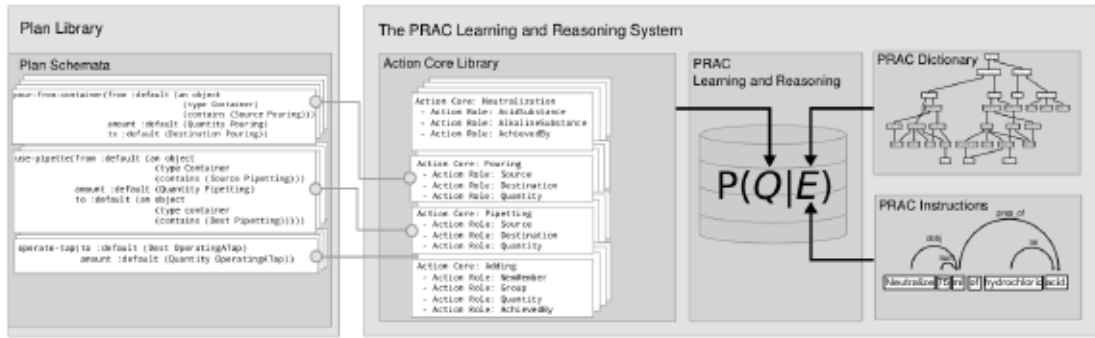 Plan Library
Plan Schemata
pour-from-container(from :default (an object
(type Container)
(contains (Source Pouring)))
amount :default (Quantity Pouring)
to :default (Destination Pouring))
use-pipette(from :default (an object
(type Container
(contains (Source Pipetting)))
amount :default (Quantity Pipetting)
to :default (an object
(type container
(contains (Dest Pipetting)))))
operate-tap(to :default (Dest OperatingATap)
amount :default (Quantity OperatingATap))
The PRAC Learning and Reasoning System
Action Core Library
Action Core: Neutralization
- Action Role: AcidSubstance
- Action Role: AlkalineSubstance
- Action Role: AchievedBy
Action Core: Pouring
- Action Role: Source
- Action Role: Destination
- Action Role: Quantity
Action Core: Pipetting
- Action Role: Source
- Action Role: Destination
- Action Role: Quantity
Action Core: Adding
- Action Role: NewMember
- Action Role: Group
- Action Role: Quantity
- Action Role: AchievedBy
PRAC
Learning and Reasoning
P(Q|E)
PRAC Dictionary
PRAC Instructions
prep_of
dobj
Neutralize 75 ml of hydrochloric acid.